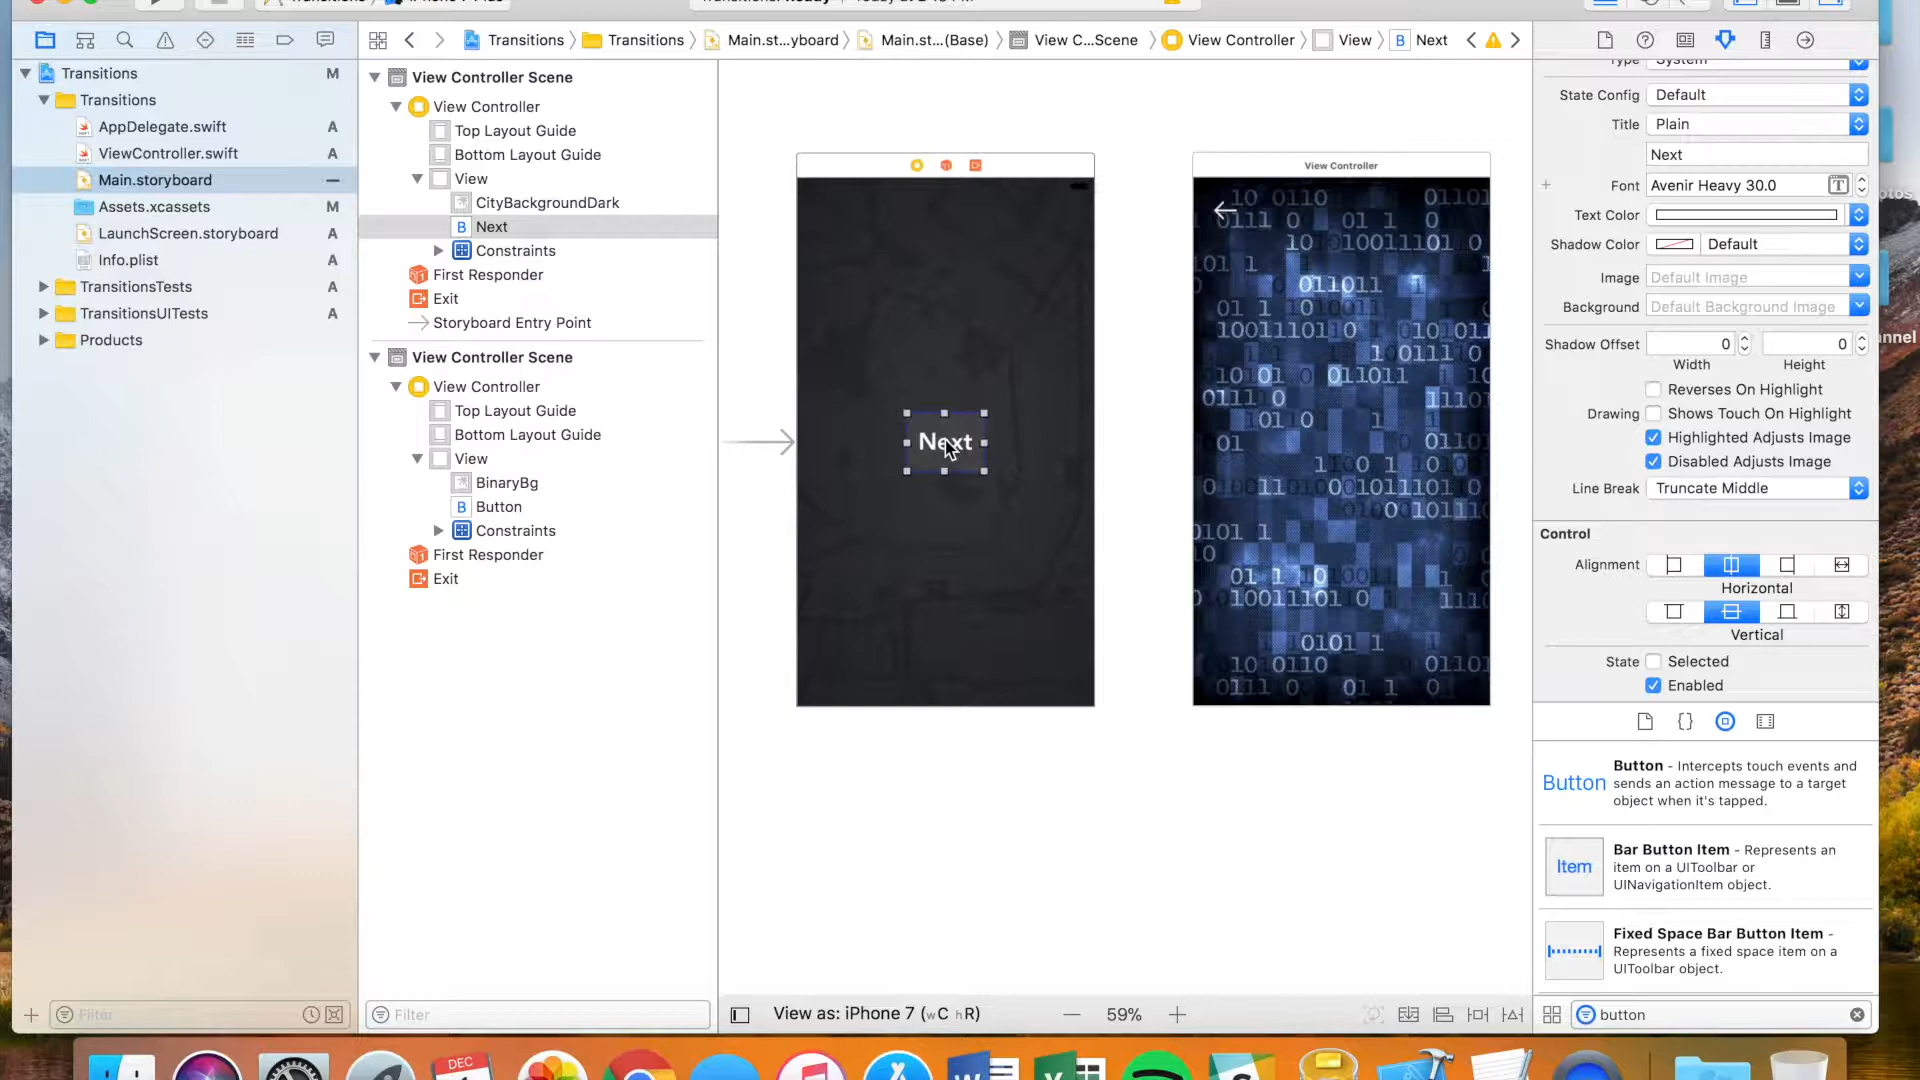 Transitions
Transitions
Main.st...yboard
Main.st...(Base)
View C...Scene
View Controller
View
B Next
Transitions M
Transitions
AppDelegate.swift A
ViewController.swift A
Main.storyboard
Assets.xcassets M
LaunchScreen.storyboard A
Info.plist A
TransitionsTests A
TransitionsUITests A
Products
Filter
View Controller Scene
View Controller
Top Layout Guide
Bottom Layout Guide
View
CityBackgroundDark
B Next
Constraints
First Responder
Exit
Storyboard Entry Point
View Controller Scene
View Controller
Top Layout Guide
Bottom Layout Guide
View
BinaryBg
B Button
Constraints
First Responder
Exit
Filter
Next
View Controller
View as: iPhone 7 (wC hR)
59%
Type System
State Config Default
Title Plain
Next
Font Avenir Heavy 30.0
Text Color
Shadow Color Default
Image Default Image
Background Default Background Image
Shadow Offset 0 0
Width Height
Reverses On Highlight
Drawing Shows Touch On Highlight
Highlighted Adjusts Image
Disabled Adjusts Image
Line Break Truncate Middle
Control
Alignment
Horizontal
Vertical
State Selected
Enabled
Button
Button - Intercepts touch events and
sends an action message to a target
object when it's tapped.
Item
Bar Button Item - Represents an
item on a UIToolbar or
UINavigationItem object.
Fixed Space Bar Button Item -
Represents a fixed space item on a
UIToolbar object.
button
DEC